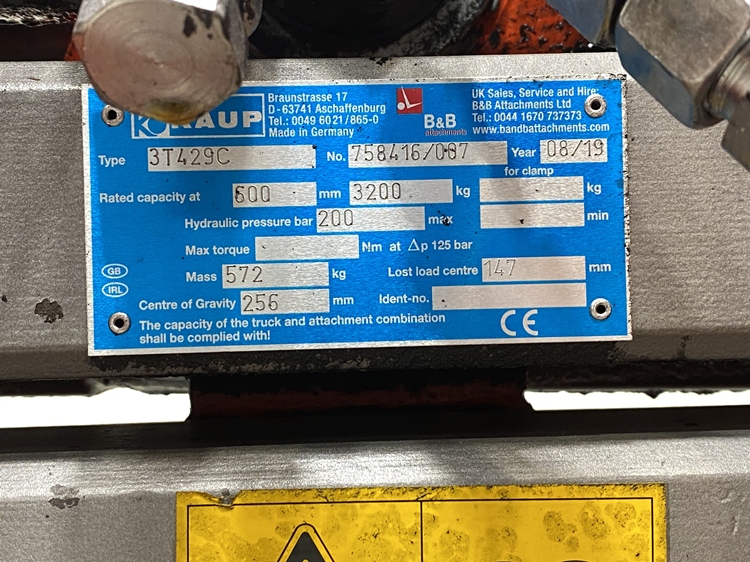 KAUP
Braunstrasse 17
D-63741 Aschaffenburg
Tel.: 0049 6021/865-0
Made in Germany
B&B
attachments
UK Sales, Service and Hire:
B&B Attachments Ltd
Tel.: 0044 1670 737373
www.bandbattachments.com
Type 3T429C No. 758416/007 Year 08/19
for clamp
Rated capacity at 600 mm 3200 kg kg
Hydraulic pressure bar 200 max min
Max torque Nm at Δp 125 bar
GB Mass 572 kg Lost load centre 147 mm
IRL
Centre of Gravity 256 mm Ident-no.
The capacity of the truck and attachment combination
shall be complied with!
CE